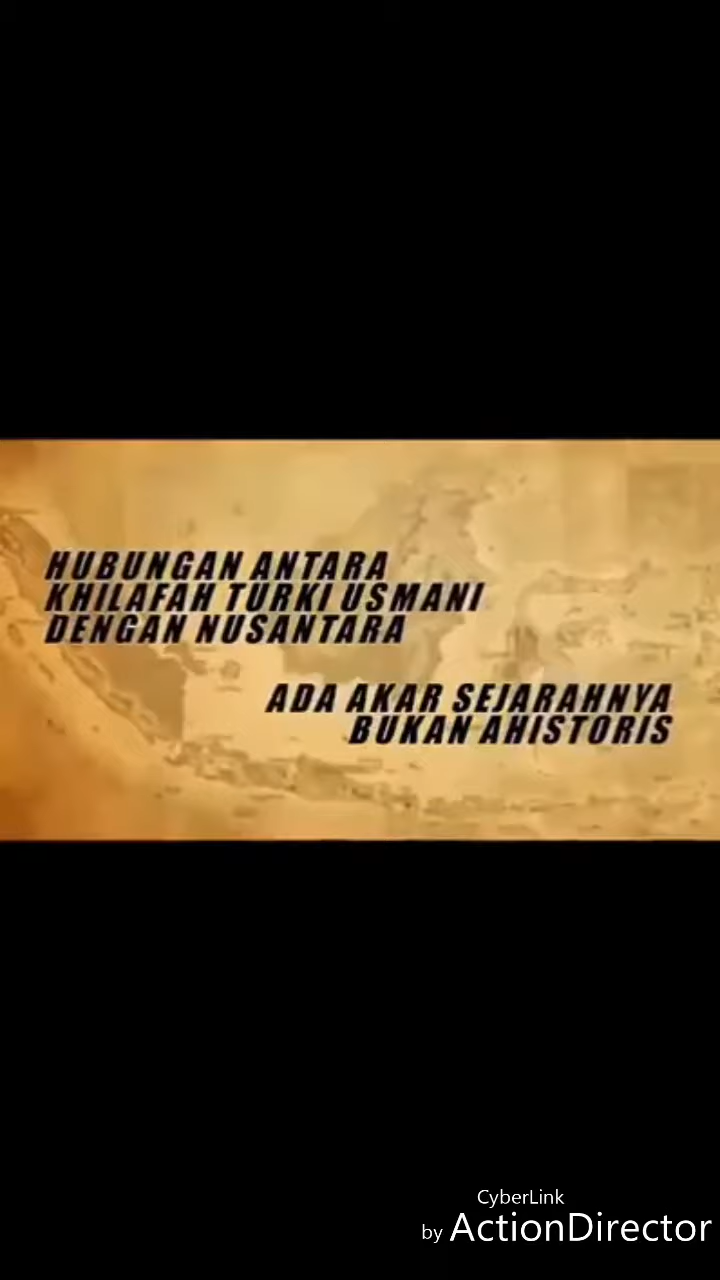 HUBUNGAN ANTARA
KHILAFAH TURKI USMANI
DENGAN NUSANTARA
ADA AKAR SEJARAHNYA
BUKAN AHISTORIS
CyberLink
by ActionDirector